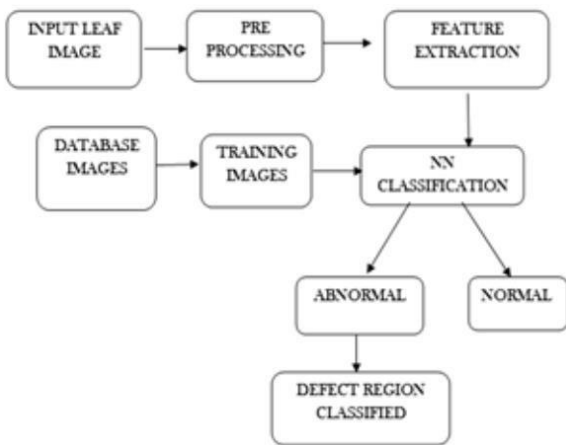 INPUT LEAF
IMAGE
PRE
PROCESSING
FEATURE
EXTRACTION
DATABASE
IMAGES
TRAINING
IMAGES
NN
CLASSIFICATION
ABNORMAL
NORMAL
DEFECT REGION
CLASSIFIED